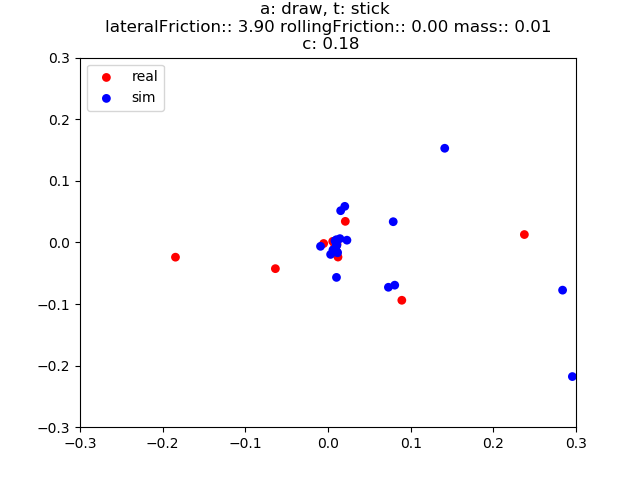 a: draw, t: stick
lateralFriction:: 3.90 rollingFriction:: 0.00 mass:: 0.01
c: 0.18
real
sim
0.3
0.2
0.1
0.0
−0.1
−0.2
−0.3
−0.3 −0.2 −0.1 0.0 0.1 0.2 0.3